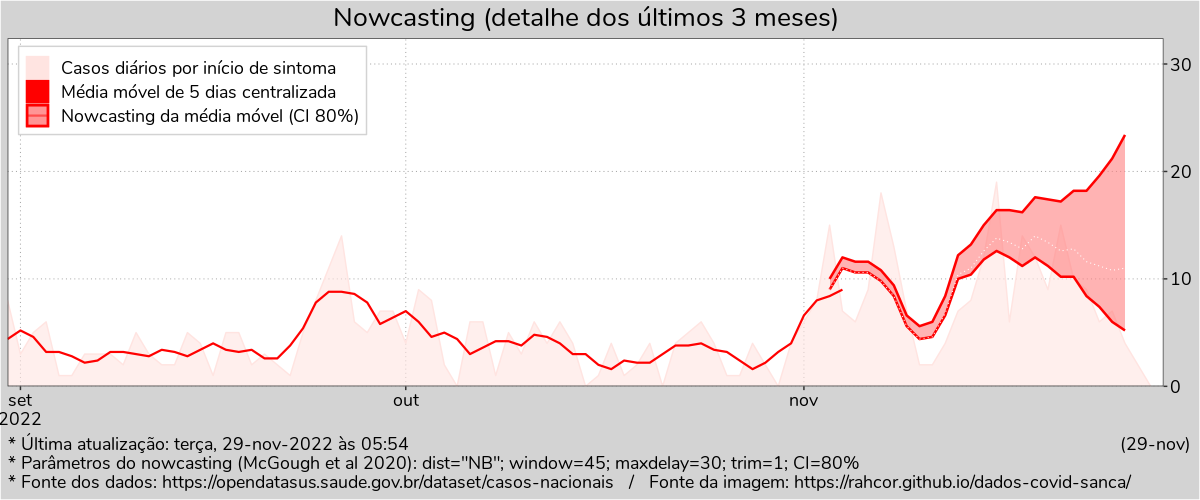 Nowcasting (detalhe dos últimos 3 meses)
Casos diários por início de sintoma
Média móvel de 5 dias centralizada
Nowcasting da média móvel (CI 80%)
30
20
10
0
set
out
nov
2022
* Última atualização: terça, 29-nov-2022 às 05:54
(29-nov)
* Parâmetros do nowcasting (McGough et al 2020): dist="NB"; window=45; maxdelay=30; trim=1; CI=80%
* Fonte dos dados: https://opendatasus.saude.gov.br/dataset/casos-nacionais / Fonte da imagem: https://rahcor.github.io/dados-covid-sanca/